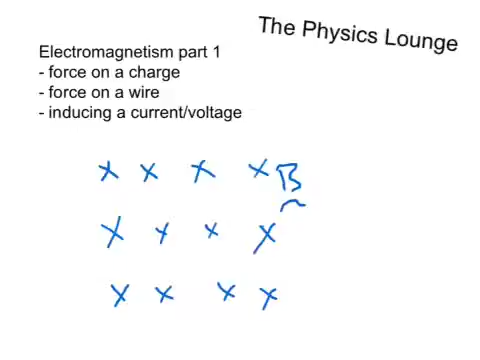 The Physics Lounge
Electromagnetism part 1
- force on a charge
- force on a wire
- inducing a current/voltage
x x x x B
x x x x
x x x x